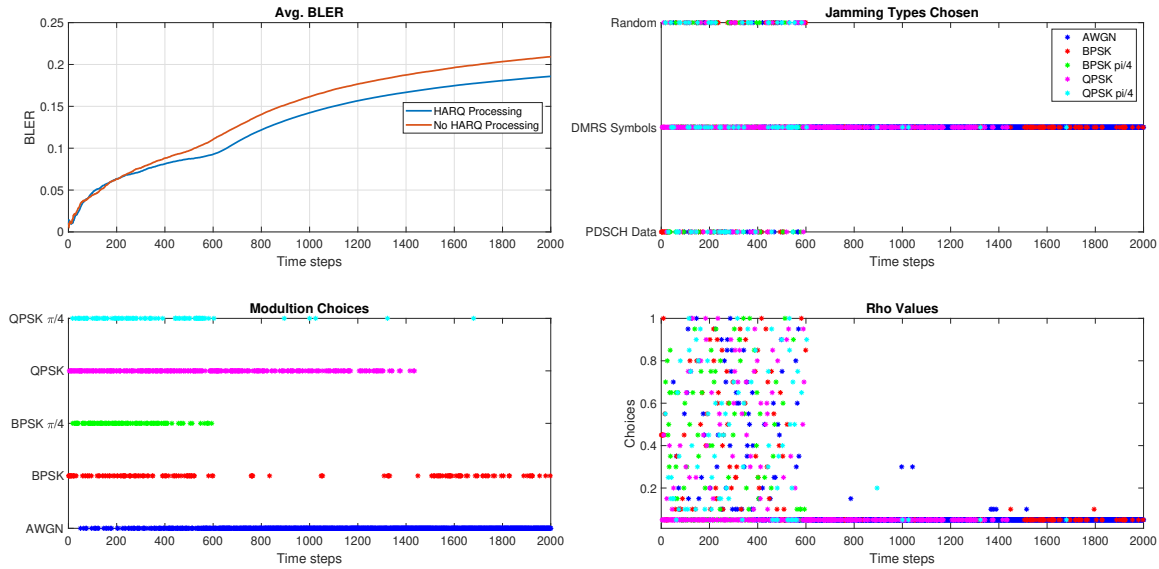 Avg. BLER
0.25
0.2
0.15
0.1
0.05
0
BLER
HARQ Processing
No HARQ Processing
0 200 400 600 800 1000 1200 1400 1600 1800 2000
Time steps
Jamming Types Chosen
Random
DMRS Symbols
PDSCH Data
AWGN
BPSK
BPSK pi/4
QPSK
QPSK pi/4
0 200 400 600 800 1000 1200 1400 1600 1800 2000
Time steps
Modultion Choices
QPSK π/4
QPSK
BPSK π/4
BPSK
AWGN
0 200 400 600 800 1000 1200 1400 1600 1800 2000
Time steps
Rho Values
1
0.8
0.6
0.4
0.2
Choices
0 200 400 600 800 1000 1200 1400 1600 1800 2000
Time steps